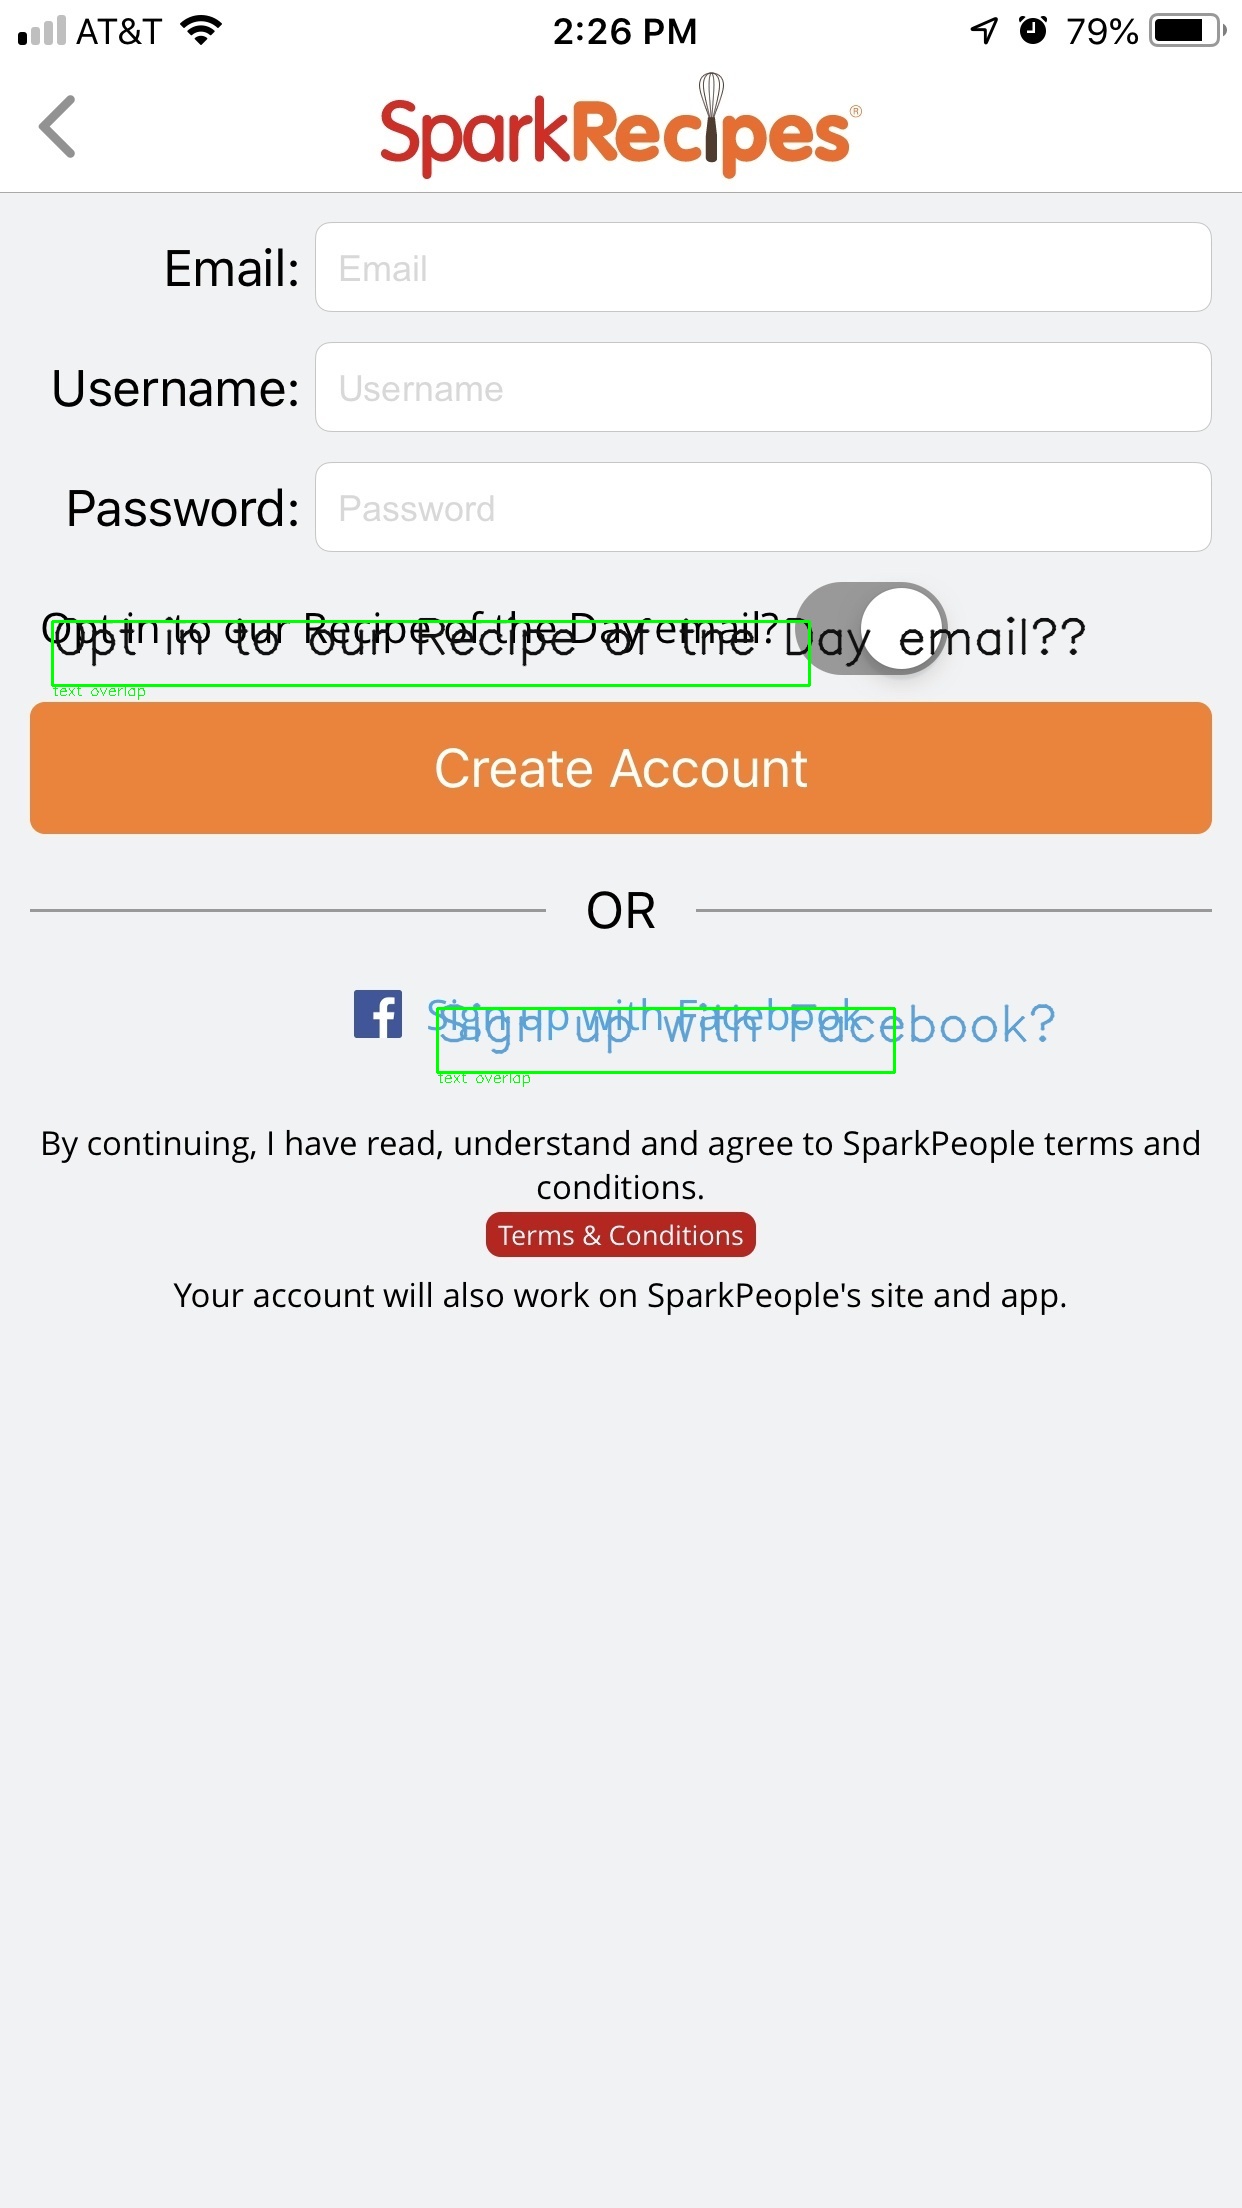 AT&T 2:26 PM 79%
SparkRecipes®
Email: Email
Username: Username
Password: Password
Opt in to our Recipe of the Day email?
Opt in to our Recipe of the Day email??
text overlap
Create Account
OR
Sign up with Facebook
Sign up with Facebook?
text overlap
By continuing, I have read, understand and agree to SparkPeople terms and
conditions.
Terms & Conditions
Your account will also work on SparkPeople's site and app.